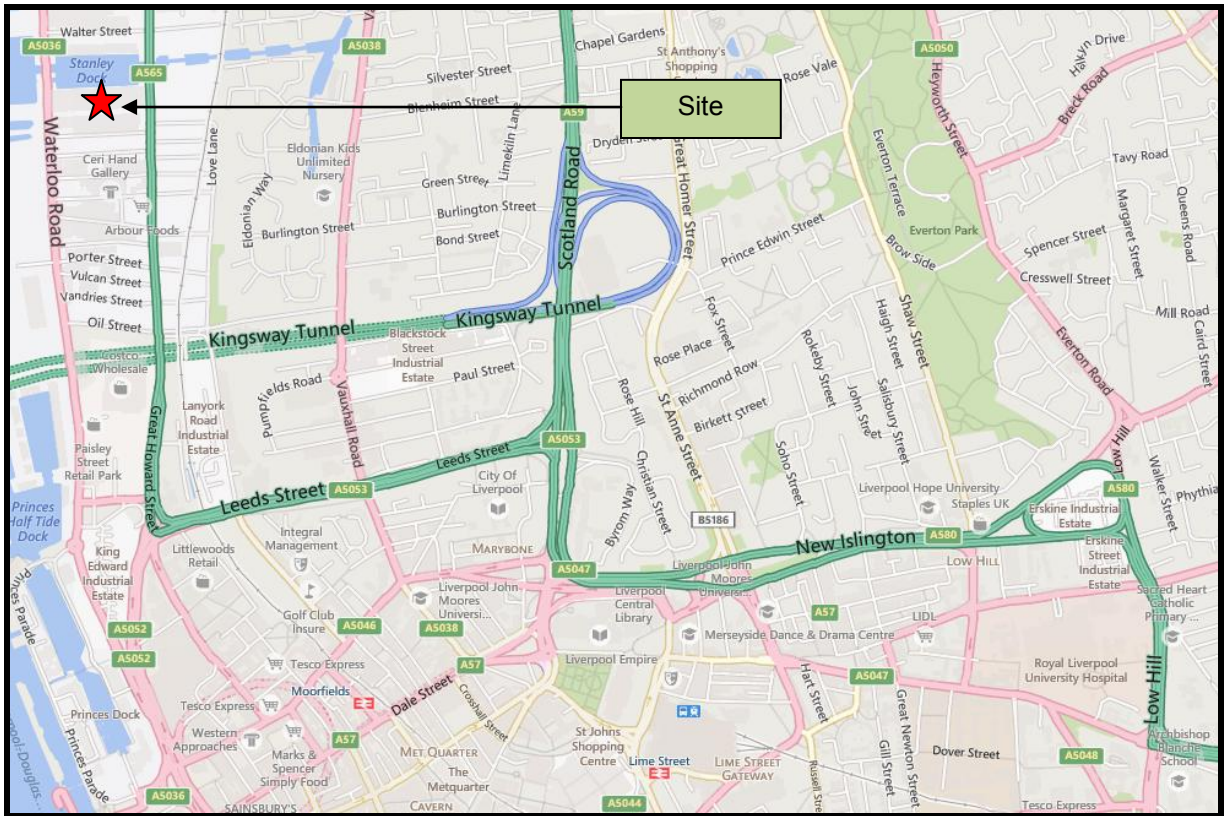 Walter Street
A5036
Stanley
Dock
A565
A5038
Chapel Gardens
St Anthony's
Shopping
A5050
Silvester Street
Rose Vale
Blenheim Street
Site
A59
Dryden
Heyworth Street
Breck Road
Tavy Road
Waterloo Road
Love Lane
Limekiln Lane
Eldonian Kids
Unlimited
Nursery
Ceri Hand
Gallery
Green Street
Great Homer Street
Everton Terrace
Margaret Street
Queens Road
Eldonian Way
Burlington Street
Burlington Street
Scotland Road
Arbour Foods
Bond Street
Prince Edwin Street
Everton Park
Brow Side
Spencer Street
Cresswell Street
Porter Street
Vulcan Street
Vandries Street
Oil Street
Kingsway Tunnel
Kingsway Tunnel
Fox Street
Haigh Street
Shaw Street
Mill Road
Caird Street
Costco
Wholesale
Blackstock
Street
Industrial
Estate
Rose Place
Rokeby Street
Everton Road
Paul Street
Richmond Row
Pumpfields Road
Vauxhall Road
Rose Hill
St Anne Street
Birkett Street
John Street
Salisbury Street
Great Howard Street
Lanyork
Road
Industrial
Estate
Paisley
Street
Retail Park
A5053
Leeds Street
Christian Street
Soho Street
Low Hill
Walker Street
Leeds Street
A5053
City Of
Liverpool
Liverpool Hope
University
Staples UK
A580
Phythia
Princes
Half Tide
Dock
Byrom Way
B5186
New Islington
A580
Erskine Industrial
Estate
Integral
Management
King
Edward
Industrial
Estate
Littlewoods
Retail
MARYBONE
A5047
Liverpool John
Moores
Universi...
LOW HILL
Erskine
Street
Industrial
Estate
Princes Parade
Liverpool John
Moores
Universi...
Liverpool
Central
Library
A57
LIDL
Sacred Heart
Catholic
Primary ...
Golf Club
Insure
A5046
A5038
Merseyside Dance & Drama Centre
A5052
A5052
Tesco Express
A57
Liverpool Empire
Royal Liverpool
University Hospital
Moorfields
Dale Street
Crosshall Street
Hart Street
A5047
Low Hill
Princes Dock
Tesco Express
Great Newton Street
Western
Approaches
A57
St Johns
Shopping
Centre
Archbishop
Blanche
School
Princes Parade
Marks &
Spencer
Simply Food
MET QUARTER
The
Metquarter
Lime Street
LIME STREET
GATEWAY
Gill Street
Dover Street
A5048
A5036
SAINSBURY'S
CAVERN
A5044
Tesco Express